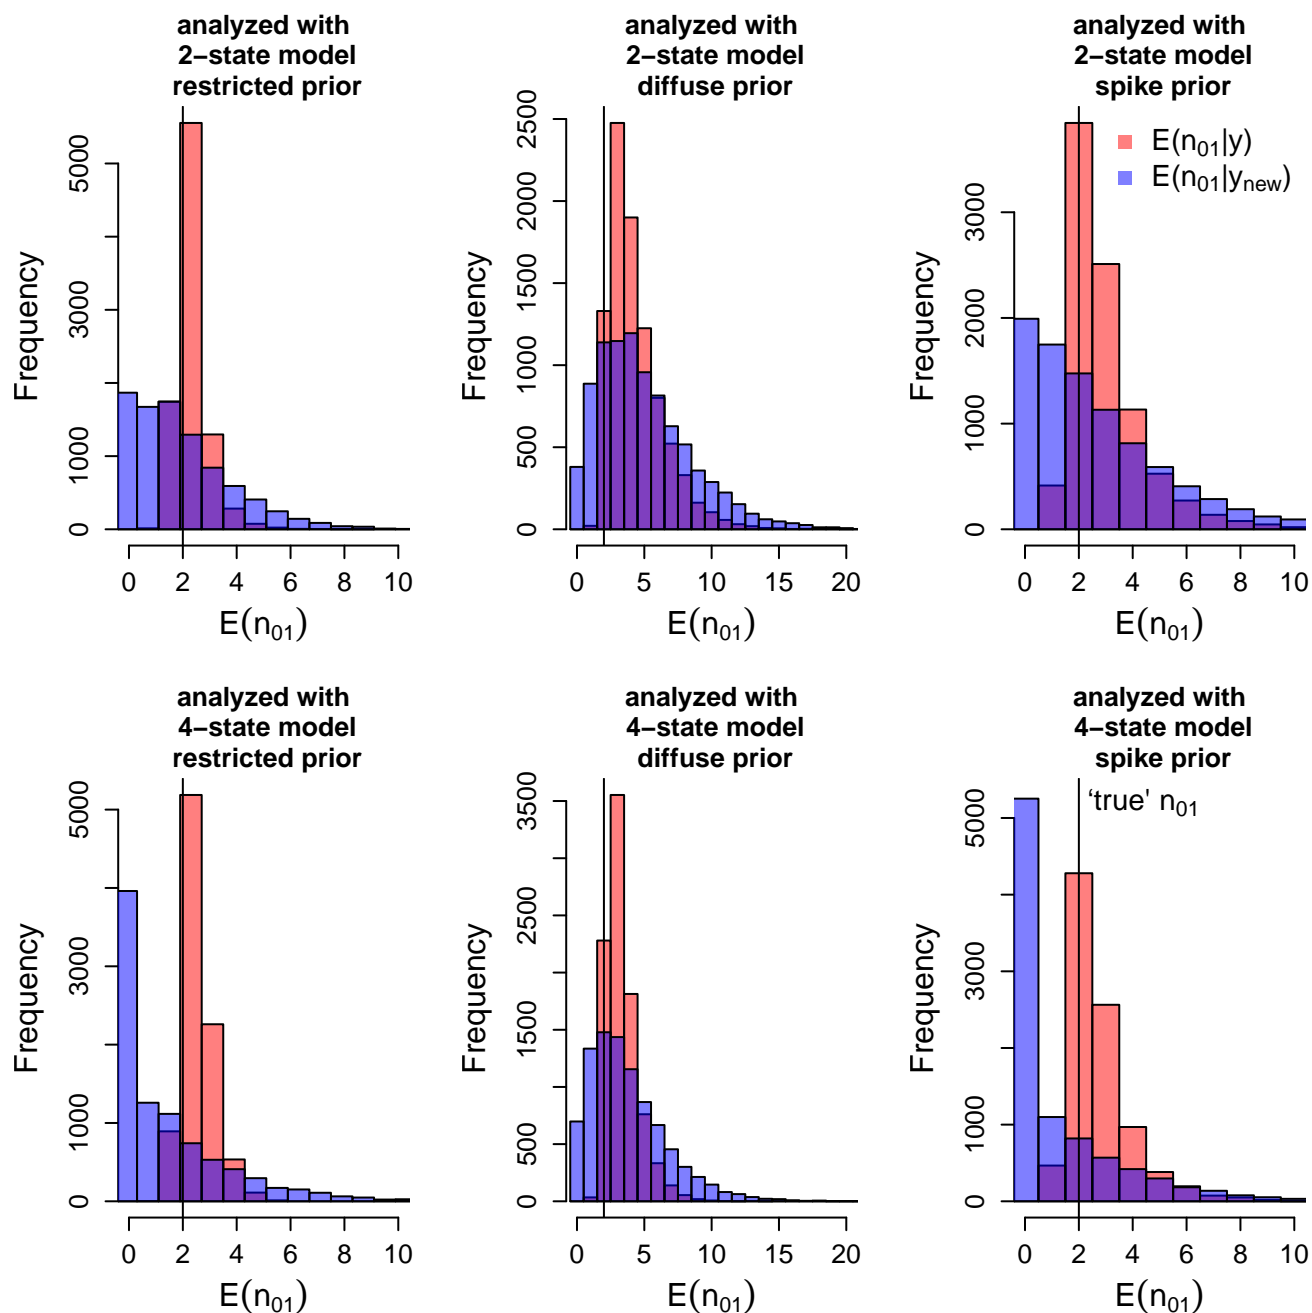 analyzed with
2−state model
restricted prior
Frequency
0
1000
3000
5000
0 2 4 6 8 10
E(n01)
analyzed with
2−state model
diffuse prior
Frequency
0
500
1000
1500
2000
2500
0 5 10 15 20
E(n01)
analyzed with
2−state model
spike prior
E(n01|y)
E(n01|ynew)
Frequency
0
1000
2000
3000
0 2 4 6 8 10
E(n01)
analyzed with
4−state model
restricted prior
Frequency
0
1000
3000
5000
0 2 4 6 8 10
E(n01)
analyzed with
4−state model
diffuse prior
Frequency
0
500
1500
2500
3500
0 5 10 15 20
E(n01)
analyzed with
4−state model
spike prior
‘true' n01
Frequency
0
1000
3000
5000
0 2 4 6 8 10
E(n01)